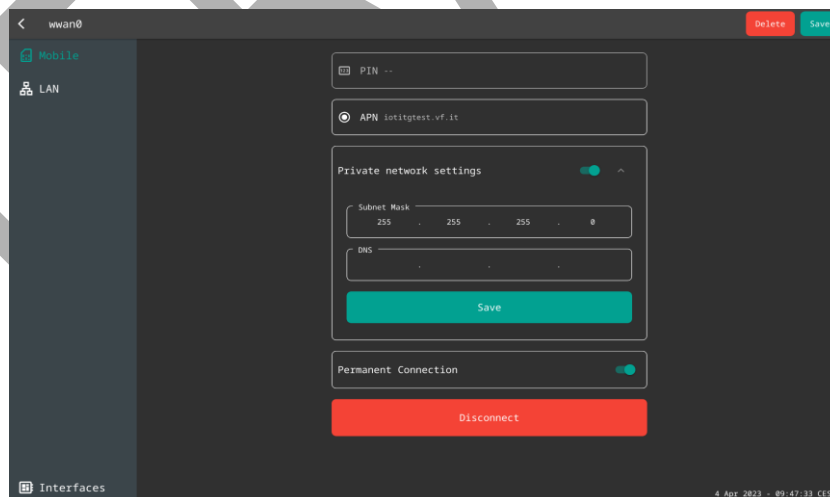 wwan0
Delete
Save
Mobile
LAN
PIN --
APN iotitgtest.vf.it
Private network settings
Subnet Mask
255 . 255 . 255 . 0
DNS
. . .
Save
Permanent Connection
Disconnect
Interfaces
4 Apr 2023 - 09:47:33 CES